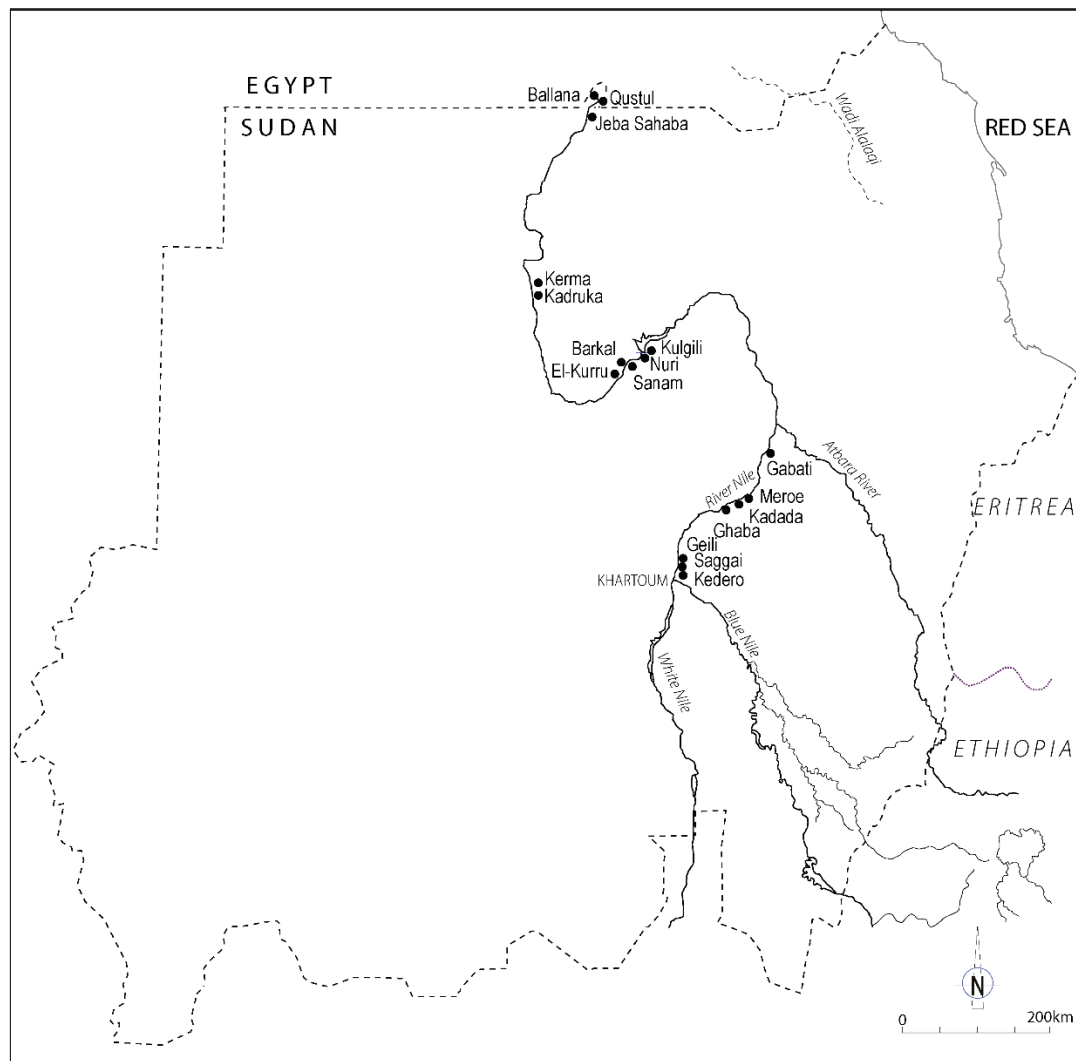 EGYPT
SUDAN
Ballana
Qustul
Jeba Sahaba
Wadi Alalaqi
RED SEA
Kerma
Kadruka
Barkal
Kulgili
Nuri
El-Kurru
Sanam
Gabati
Atbara River
River Nile
Meroe
Kadada
Ghaba
ERITREA
Geili
Saggai
KHARTOUM
Kedero
Blue Nile
White Nile
ETHIOPIA
N
0
200km